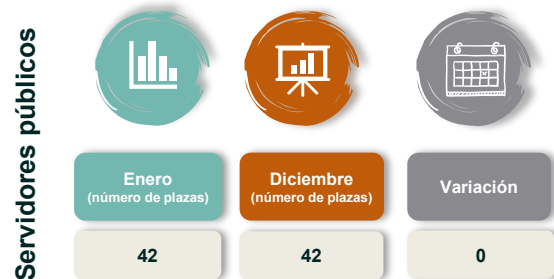 Servidores públicos
Enero
(número de plazas)
Diciembre
(número de plazas)
Variación
42
42
0